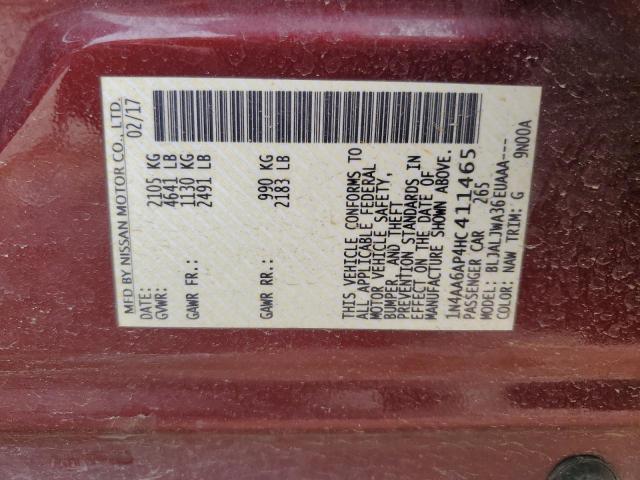 MFD BY NISSAN MOTOR CO., LTD.
DATE: 02/17
GVWR: 2105 KG
4641 LB
GAWR FR.: 1130 KG
2491 LB
GAWR RR.: 990 KG
2183 LB
THIS VEHICLE CONFORMS TO
ALL APPLICABLE FEDERAL
MOTOR VEHICLE SAFETY,
BUMPER AND THEFT
PREVENTION STANDARDS IN
EFFECT ON THE DATE OF
MANUFACTURE SHOWN ABOVE.
1N4AA6AP4HC411465
PASSENGER CAR 265
MODEL: BLJALJWA36EUAAA----
COLOR: NAW TRIM: G 9N00A